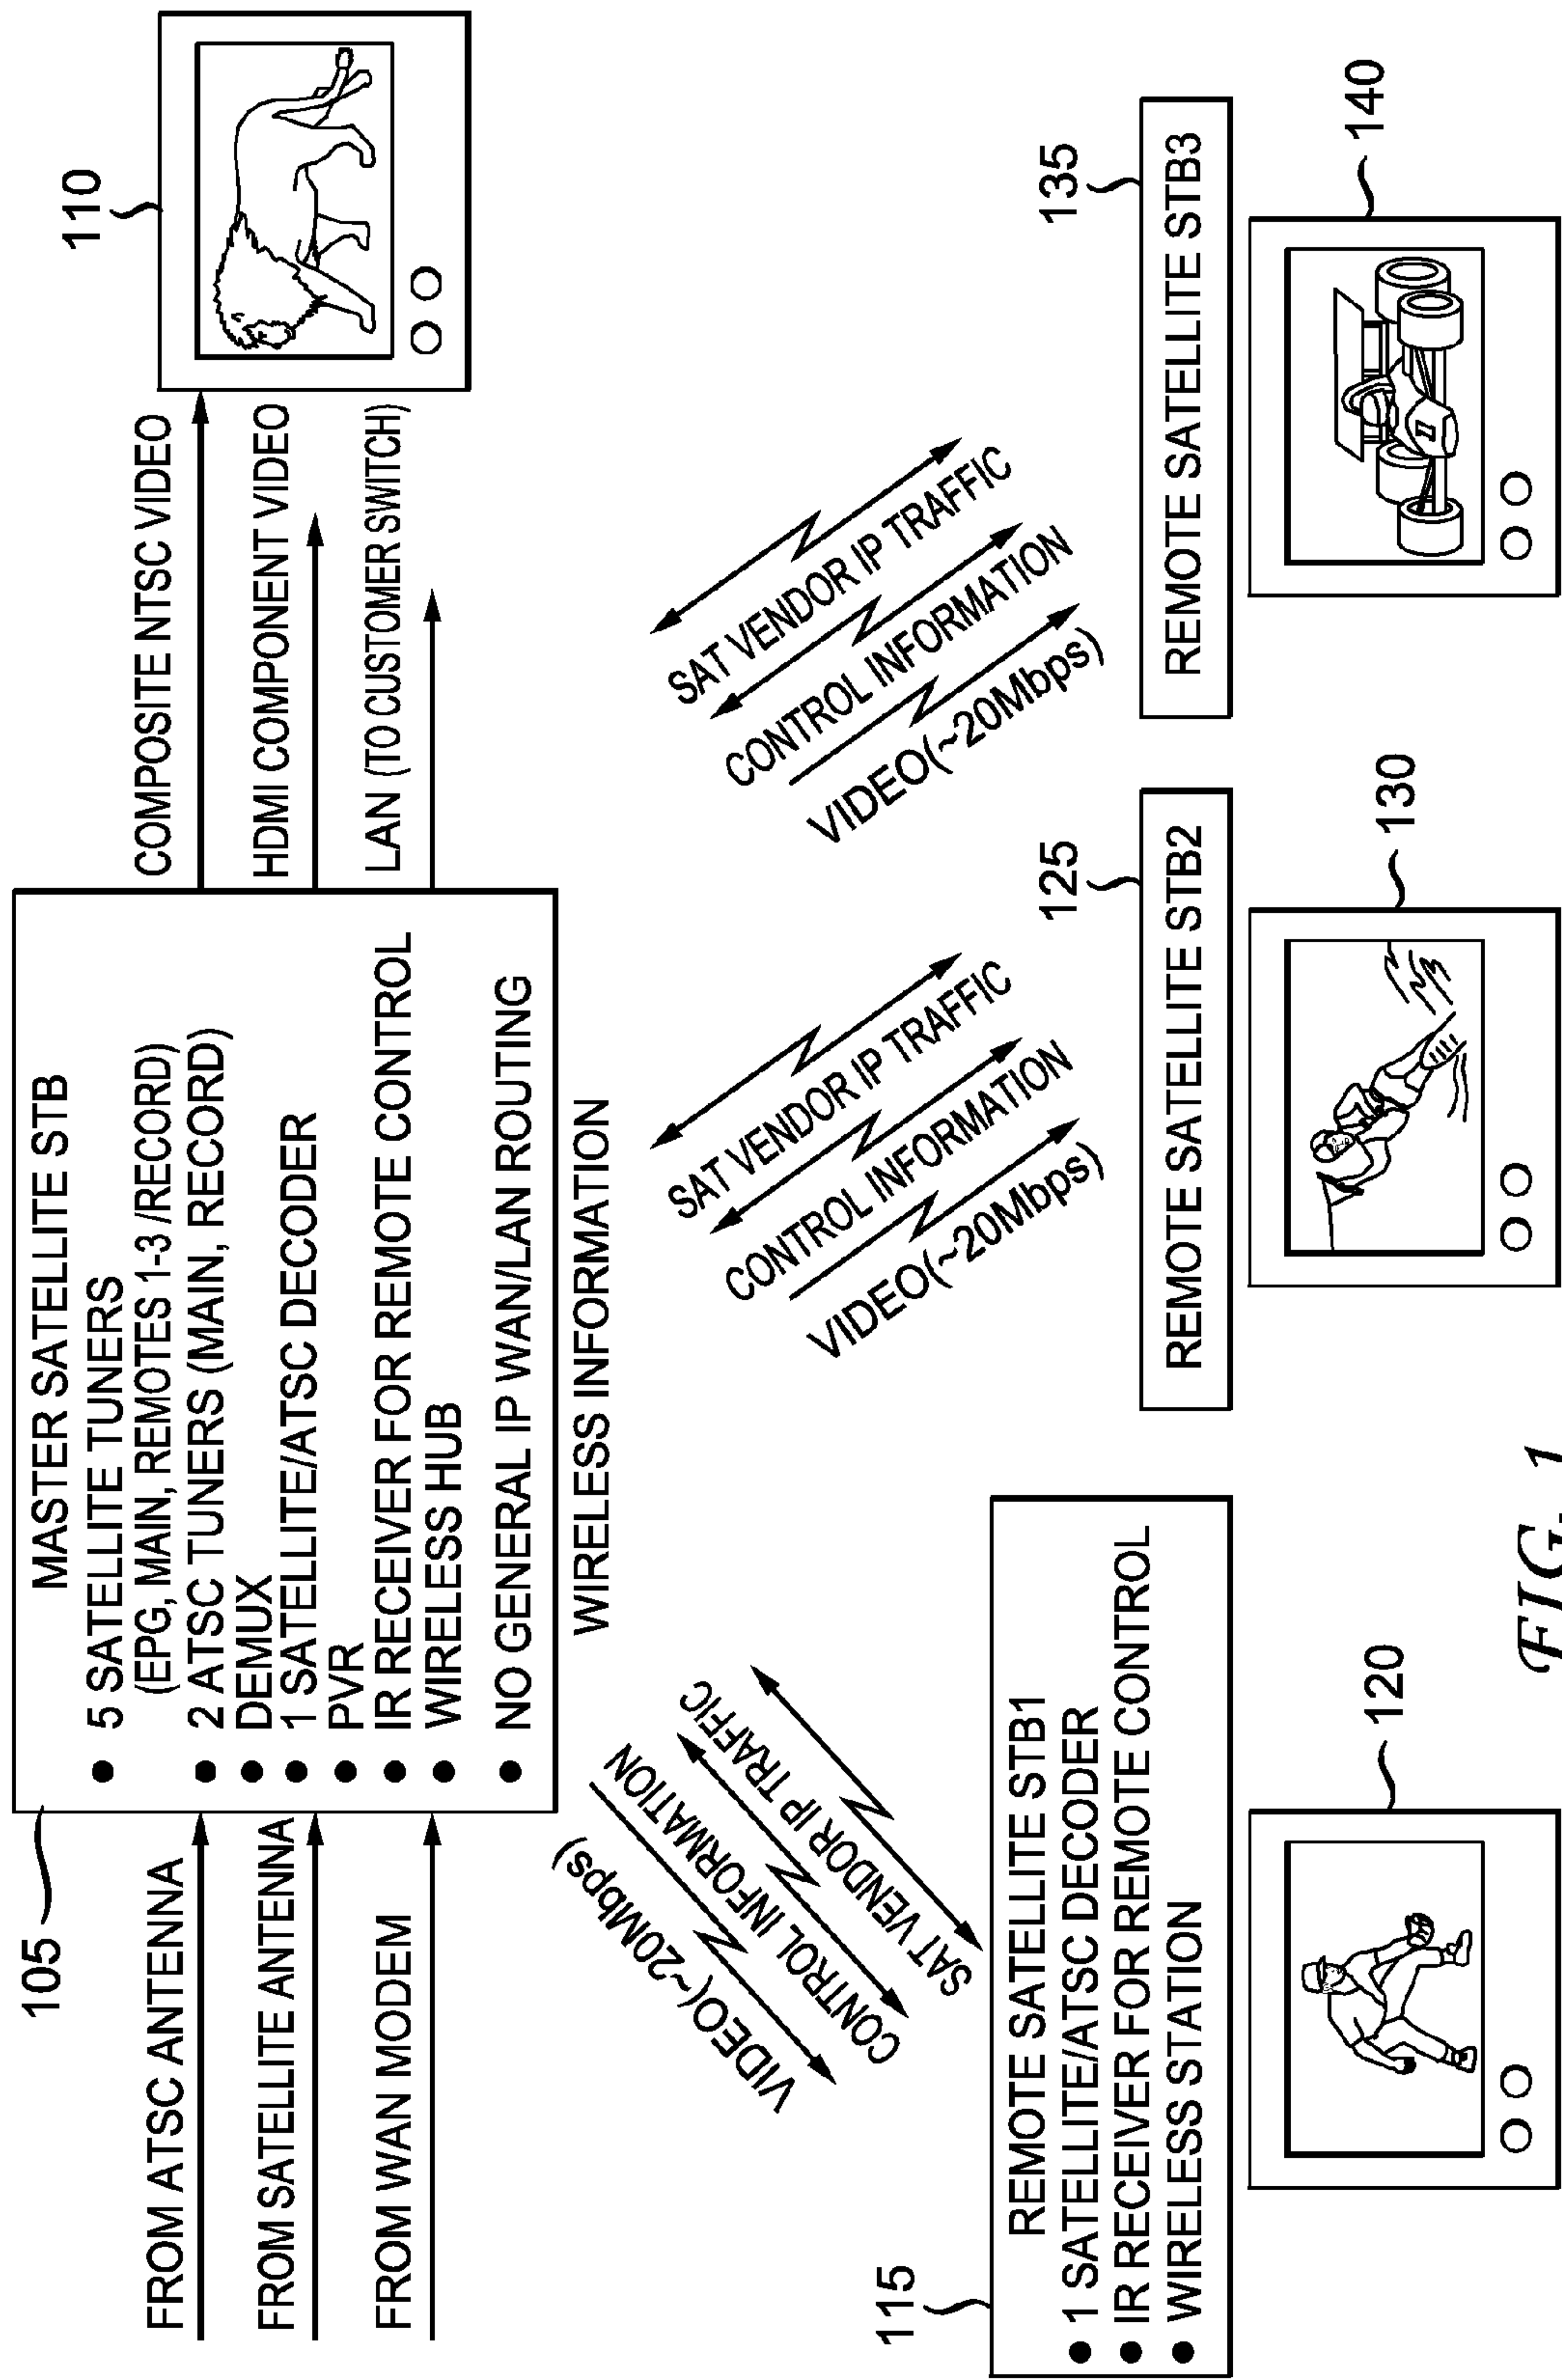 105
MASTER SATELLITE STB
● 5 SATELLITE TUNERS
(EPG, MAIN, REMOTES 1-3 /RECORD)
● 2 ATSC TUNERS (MAIN, RECORD)
● DEMUX
● 1 SATELLITE/ATSC DECODER
● PVR
● IR RECEIVER FOR REMOTE CONTROL
● WIRELESS HUB
● NO GENERAL IP WAN/LAN ROUTING
FROM ATSC ANTENNA
FROM SATELLITE ANTENNA
FROM WAN MODEM
COMPOSITE NTSC VIDEO
HDMI COMPONENT VIDEO
LAN (TO CUSTOMER SWITCH)
110
WIRELESS INFORMATION
VIDEO(~20Mbps)
CONTROL INFORMATION
SAT VENDOR IP TRAFFIC
SAT VENDOR IP TRAFFIC
CONTROL INFORMATION
VIDEO(~20Mbps)
SAT VENDOR IP TRAFFIC
CONTROL INFORMATION
VIDEO(~20Mbps)
115
REMOTE SATELLITE STB1
● 1 SATELLITE/ATSC DECODER
● IR RECEIVER FOR REMOTE CONTROL
● WIRELESS STATION
120
125
REMOTE SATELLITE STB2
130
135
REMOTE SATELLITE STB3
140
FIG. 1